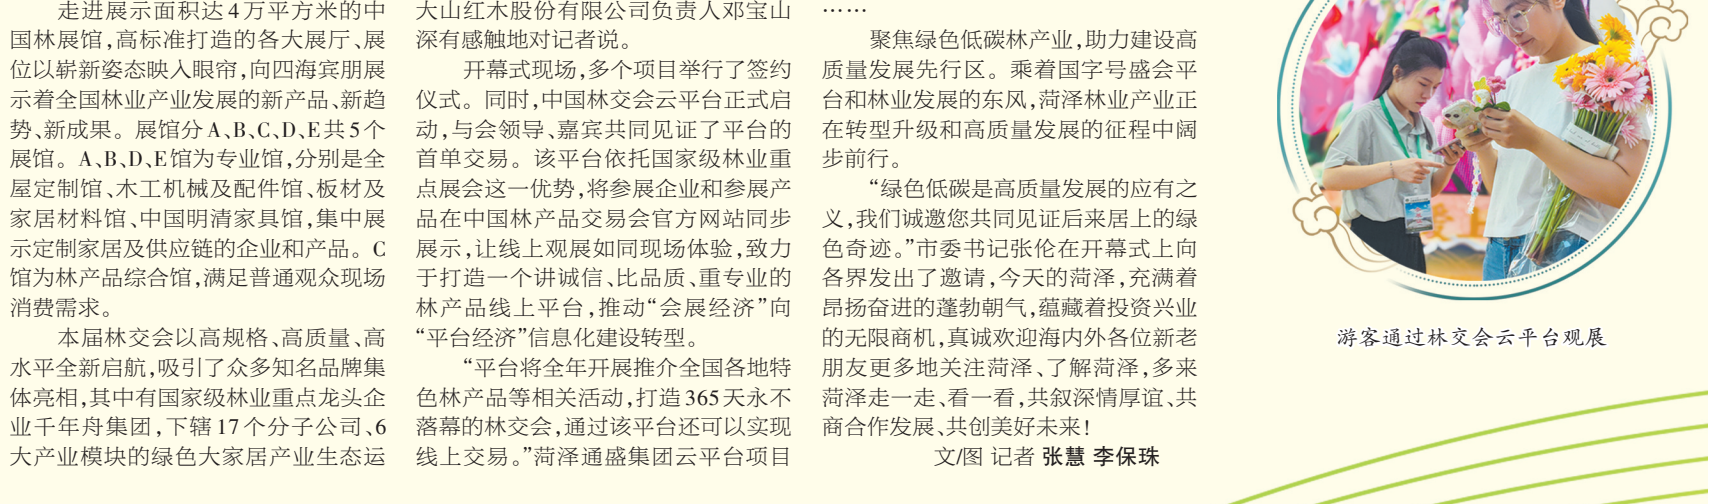 走进展示面积达4万平方米的中
国林展馆,高标准打造的各大展厅、展
位以崭新姿态映入眼帘,向四海宾朋展
示着全国林业产业发展的新产品、新趋
势、新成果。展馆分A、B、C、D、E共5个
展馆。A、B、D、E馆为专业馆,分别是全
屋定制馆、木工机械及配件馆、板材及
家居材料馆、中国明清家具馆,集中展
示定制家居及供应链的企业和产品。C
馆为林产品综合馆,满足普通观众现场
消费需求。
本届林交会以高规格、高质量、高
水平全新启航,吸引了众多知名品牌集
体亮相,其中有国家级林业重点龙头企
业千年舟集团,下辖17个分子公司、6
大产业模块的绿色大家居产业生态运
大山红木股份有限公司负责人邓宝山
深有感触地对记者说。
开幕式现场,多个项目举行了签约
仪式。同时,中国林交会云平台正式启
动,与会领导、嘉宾共同见证了平台的
首单交易。该平台依托国家级林业重
点展会这一优势,将参展企业和参展产
品在中国林产品交易会官方网站同步
展示,让线上观展如同现场体验,致力
于打造一个讲诚信、比品质、重专业的
林产品线上平台,推动“会展经济”向
“平台经济”信息化建设转型。
“平台将全年开展推介全国各地特
色林产品等相关活动,打造365天永不
落幕的林交会,通过该平台还可以实现
线上交易。”菏泽通盛集团云平台项目
……
聚焦绿色低碳林产业,助力建设高
质量发展先行区。乘着国字号盛会平
台和林业发展的东风,菏泽林业产业正
在转型升级和高质量发展的征程中阔
步前行。
“绿色低碳是高质量发展的应有之
义,我们诚邀您共同见证后来居上的绿
色奇迹。”市委书记张伦在开幕式上向
各界发出了邀请,今天的菏泽,充满着
昂扬奋进的蓬勃朝气,蕴藏着投资兴业
的无限商机,真诚欢迎海内外各位新老
朋友更多地关注菏泽、了解菏泽,多来
菏泽走一走、看一看,共叙深情厚谊、共
商合作发展、共创美好未来!
文/图 记者 张慧 李保珠
游客通过林交会云平台观展